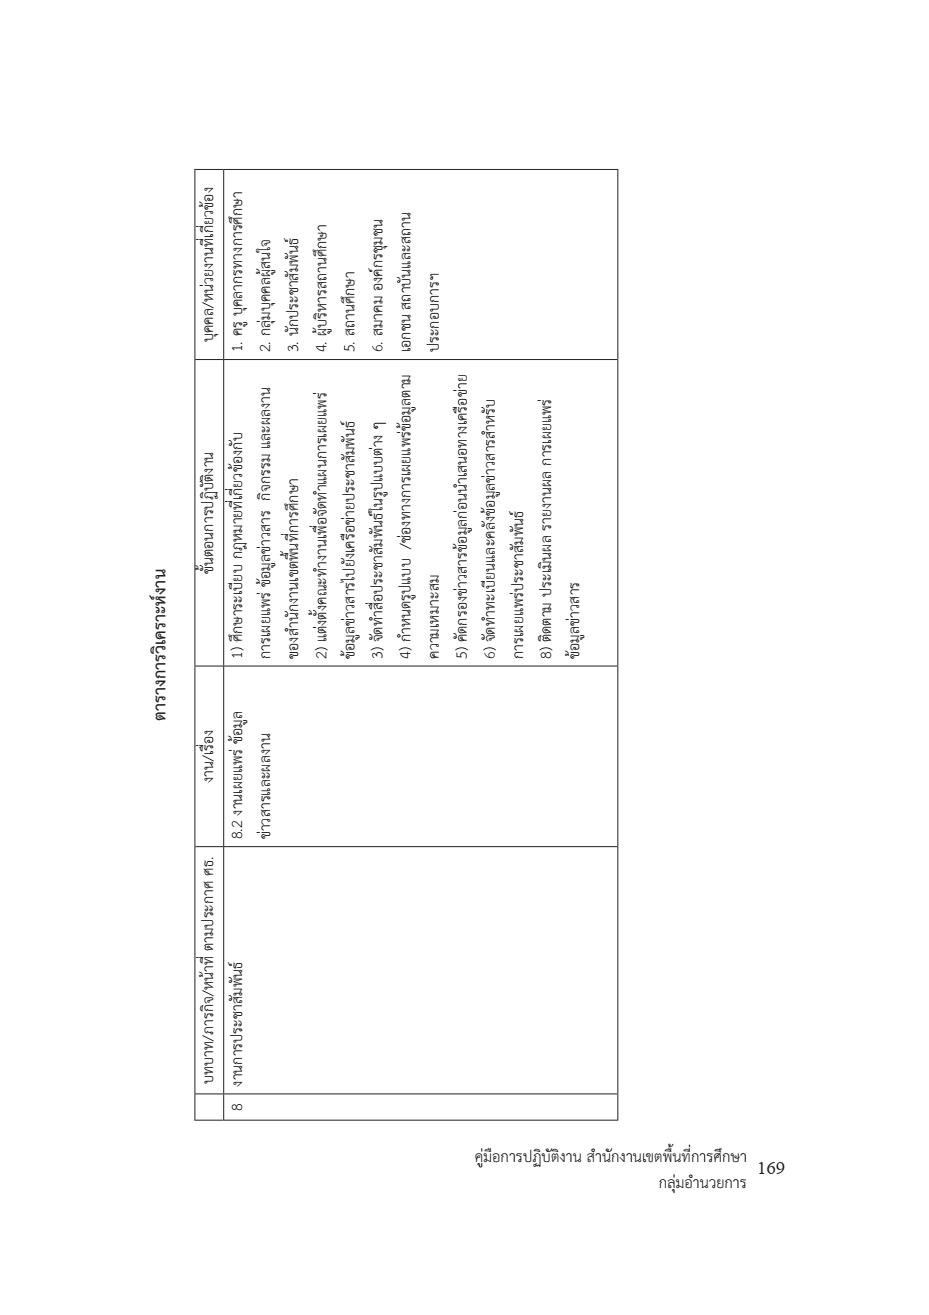 ตารางการวิเคราะห์งาน
บทบาท/ภารกิจ/หน้าที่ ตามประกาศ ศธ.
งาน/เรื่อง
ขั้นตอนการปฏิบัติงาน
บุคคล/หน่วยงานที่เกี่ยวข้อง
8
งานการประชาสัมพันธ์
8.2 งานเผยแพร่ ข้อมูล
ข่าวสารและผลงาน
1) ศึกษาระเบียบ กฎหมายที่เกี่ยวข้องกับ
การเผยแพร่ ข้อมูลข่าวสาร กิจกรรม และผลงาน
ของสำนักงานเขตพื้นที่การศึกษา
2) แต่งตั้งคณะทำงานเพื่อจัดทำแผนการเผยแพร่
ข้อมูลข่าวสารไปยังเครือข่ายประชาสัมพันธ์
3) จัดทำสื่อประชาสัมพันธ์ในรูปแบบต่าง ๆ
4) กำหนดรูปแบบ /ช่องทางการเผยแพร่ข้อมูลตาม
ความเหมาะสม
5) คัดกรองข่าวสารข้อมูลก่อนนำเสนอทางเครือข่าย
6) จัดทำทะเบียนและคลังข้อมูลข่าวสารสำหรับ
การเผยแพร่ประชาสัมพันธ์
8) ติดตาม ประเมินผล รายงานผล การเผยแพร่
ข้อมูลข่าวสาร
1. ครู บุคลากรทางการศึกษา
2. กลุ่มบุคคลผู้สนใจ
3. นักประชาสัมพันธ์
4. ผู้บริหารสถานศึกษา
5. สถานศึกษา
6. สมาคม องค์กรชุมชน
เอกชน สถาบันและสถาน
ประกอบการฯ
คู่มือการปฏิบัติงาน สำนักงานเขตพื้นที่การศึกษา
กลุ่มอำนวยการ
169